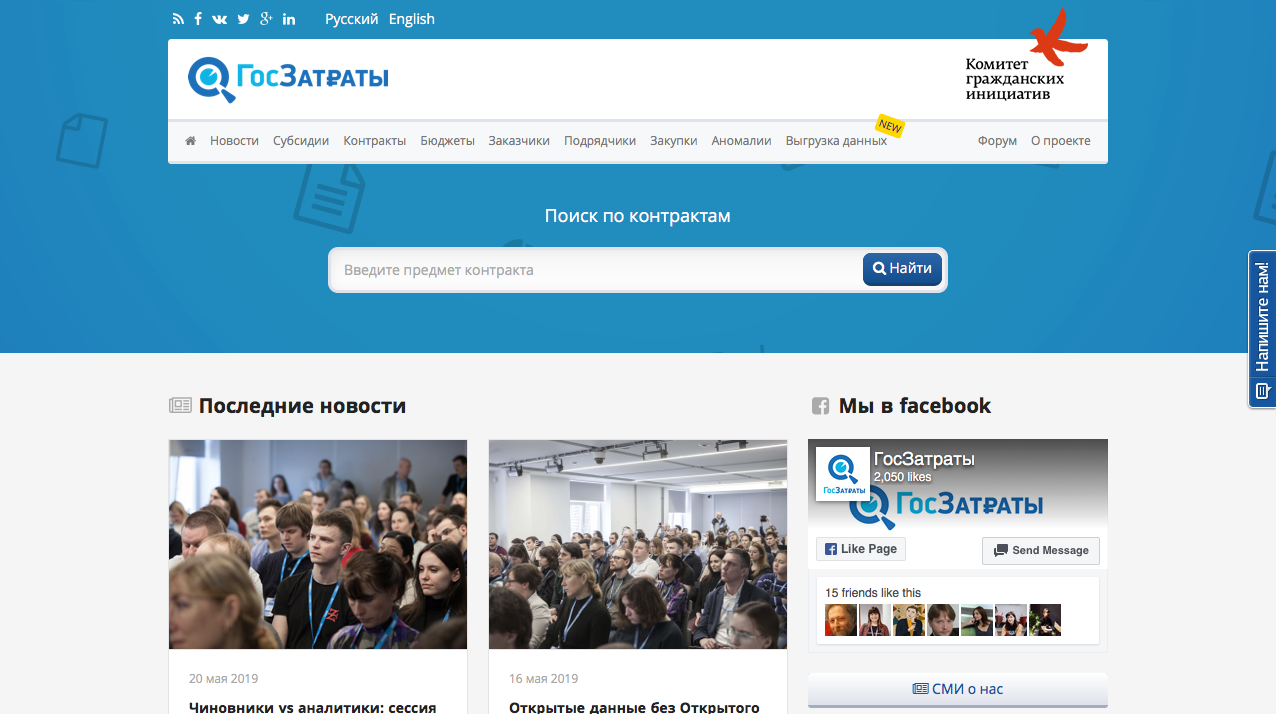 Русский English
ГосЗатраты
Комитет
гражданских
инициатив
Новости Субсидии Контракты Бюджеты Заказчики Подрядчики Закупки Аномалии Выгрузка данных NEW Форум О проекте
Поиск по контрактам
Введите предмет контракта
Найти
Напишите нам!
Последние новости
20 мая 2019
Чиновники vs аналитики: сессия
16 мая 2019
Открытые данные без Открытого
Мы в facebook
ГосЗатраты
2,050 likes
ГосЗатраты
ГосЗатраты
Like Page
Send Message
15 friends like this
СМИ о нас